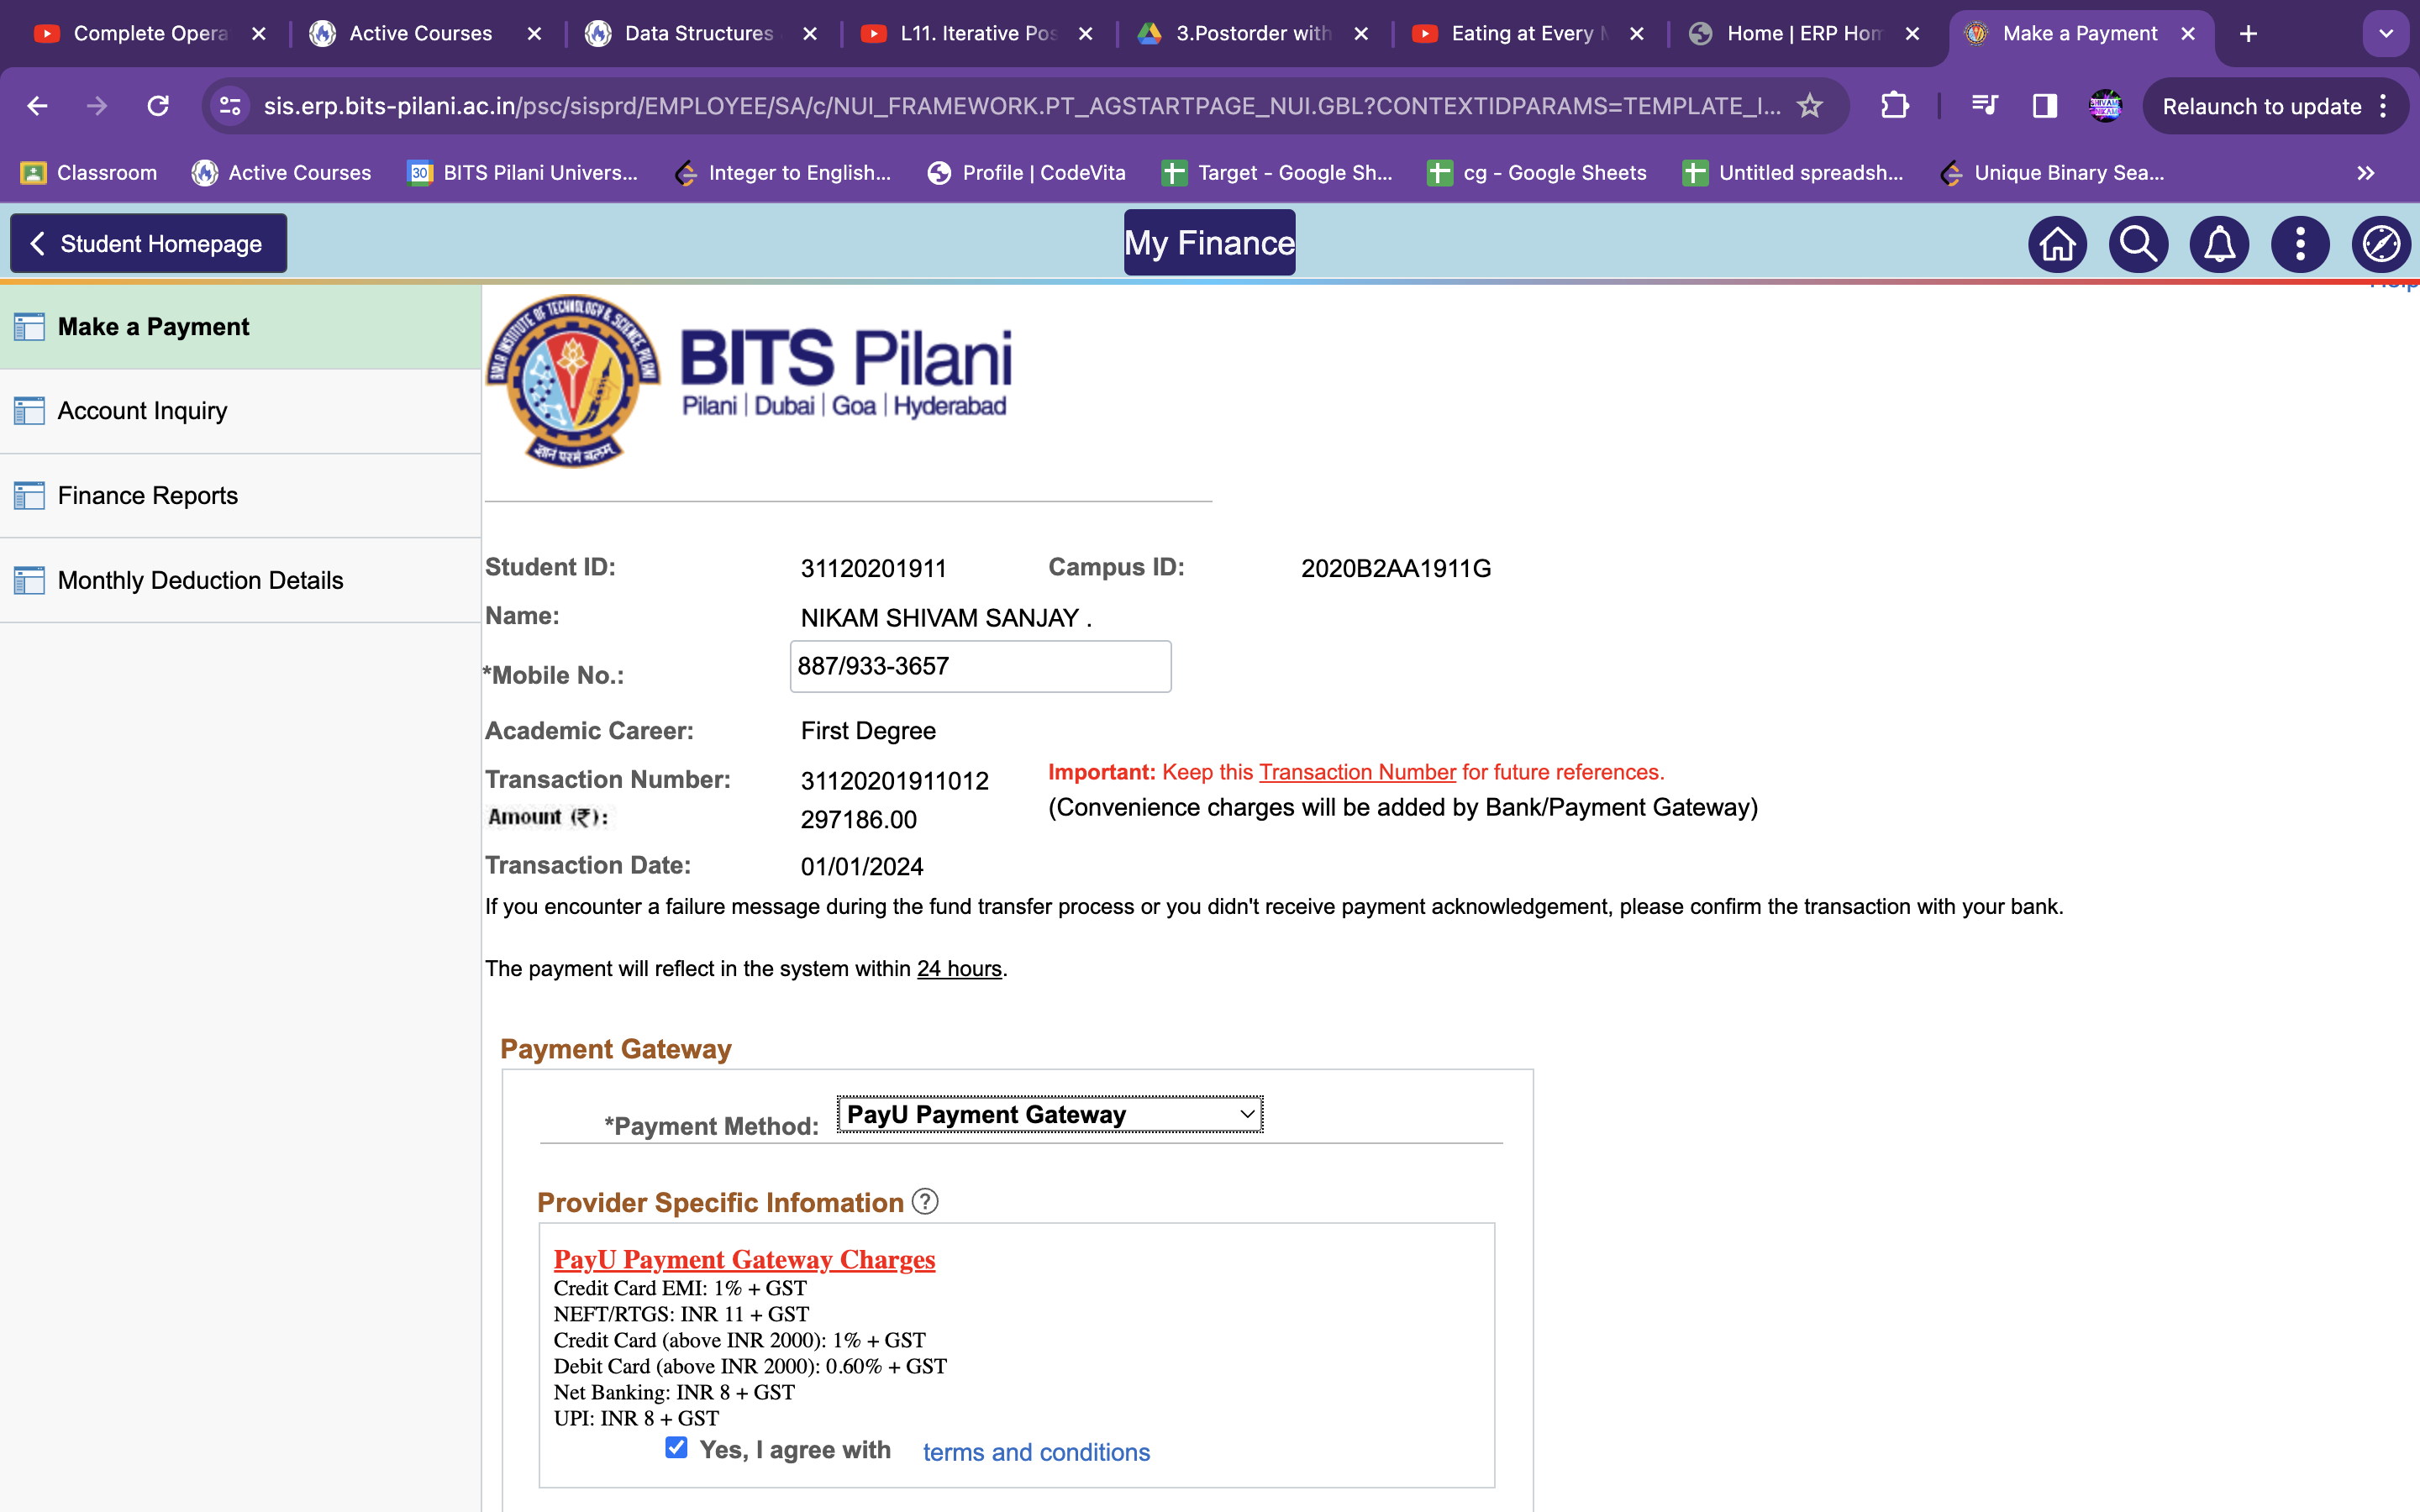 Complete Opera
Active Courses
Data Structures
L11. Iterative Pos
3.Postorder with
Eating at Every
Home | ERP Hom
Make a Payment
sis.erp.bits-pilani.ac.in/psc/sisprd/EMPLOYEE/SA/c/NUI_FRAMEWORK.PT_AGSTARTPAGE_NUI.GBL?CONTEXTIDPARAMS=TEMPLATE_I...
Relaunch to update
Classroom
Active Courses
30
BITS Pilani Univers...
Integer to English...
Profile | CodeVita
Target - Google Sh...
cg - Google Sheets
Untitled spreadsh...
Unique Binary Sea...
Student Homepage
My Finance
Help
Make a Payment
Account Inquiry
Finance Reports
Monthly Deduction Details
BIRLA INSTITUTE OF TECHNOLOGY & SCIENCE, PILANI
ज्ञानं परमं बलम्
BITS Pilani
Pilani | Dubai | Goa | Hyderabad
Student ID: 31120201911 Campus ID: 2020B2AA1911G
Name: NIKAM SHIVAM SANJAY .
*Mobile No.: 887/933-3657
Academic Career: First Degree
Transaction Number: 31120201911012 Important: Keep this Transaction Number for future references.
Amount (₹): 297186.00 (Convenience charges will be added by Bank/Payment Gateway)
Transaction Date: 01/01/2024
If you encounter a failure message during the fund transfer process or you didn't receive payment acknowledgement, please confirm the transaction with your bank.
The payment will reflect in the system within 24 hours.
Payment Gateway
*Payment Method: PayU Payment Gateway
Provider Specific Infomation
PayU Payment Gateway Charges
Credit Card EMI: 1% + GST
NEFT/RTGS: INR 11 + GST
Credit Card (above INR 2000): 1% + GST
Debit Card (above INR 2000): 0.60% + GST
Net Banking: INR 8 + GST
UPI: INR 8 + GST
Yes, I agree with terms and conditions